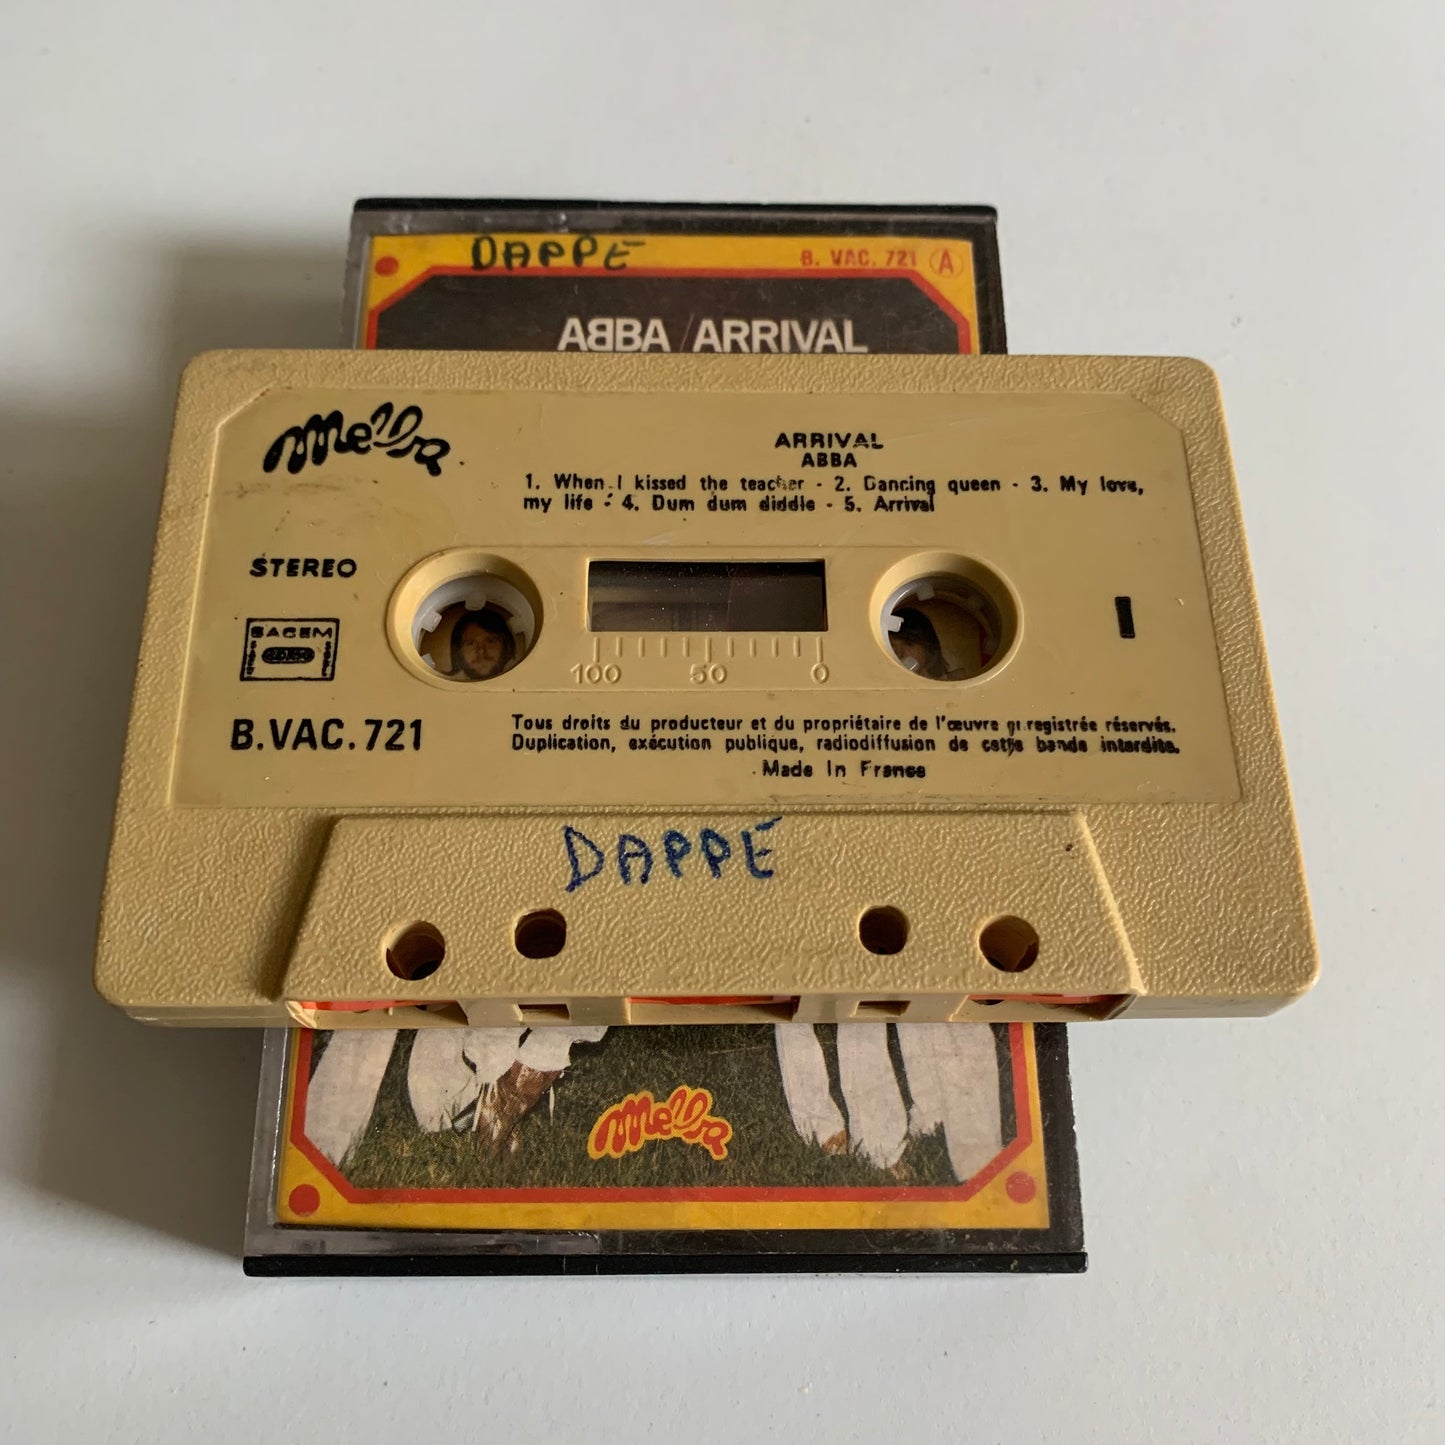 DAPPE
B. VAC. 721 A
ABBA / ARRIVAL
Melba
ARRIVAL
ABBA
1. When I kissed the teacher - 2. Dancing queen - 3. My love,
my life - 4. Dum dum diddle - 5. Arrival
STEREO
I
SACEM
100 50 0
B.VAC.721
Tous droits du producteur et du propriétaire de l'œuvre enregistrée réservés.
Duplication, exécution publique, radiodiffusion de cette bande interdite.
Made In France
DAPPE
Melba